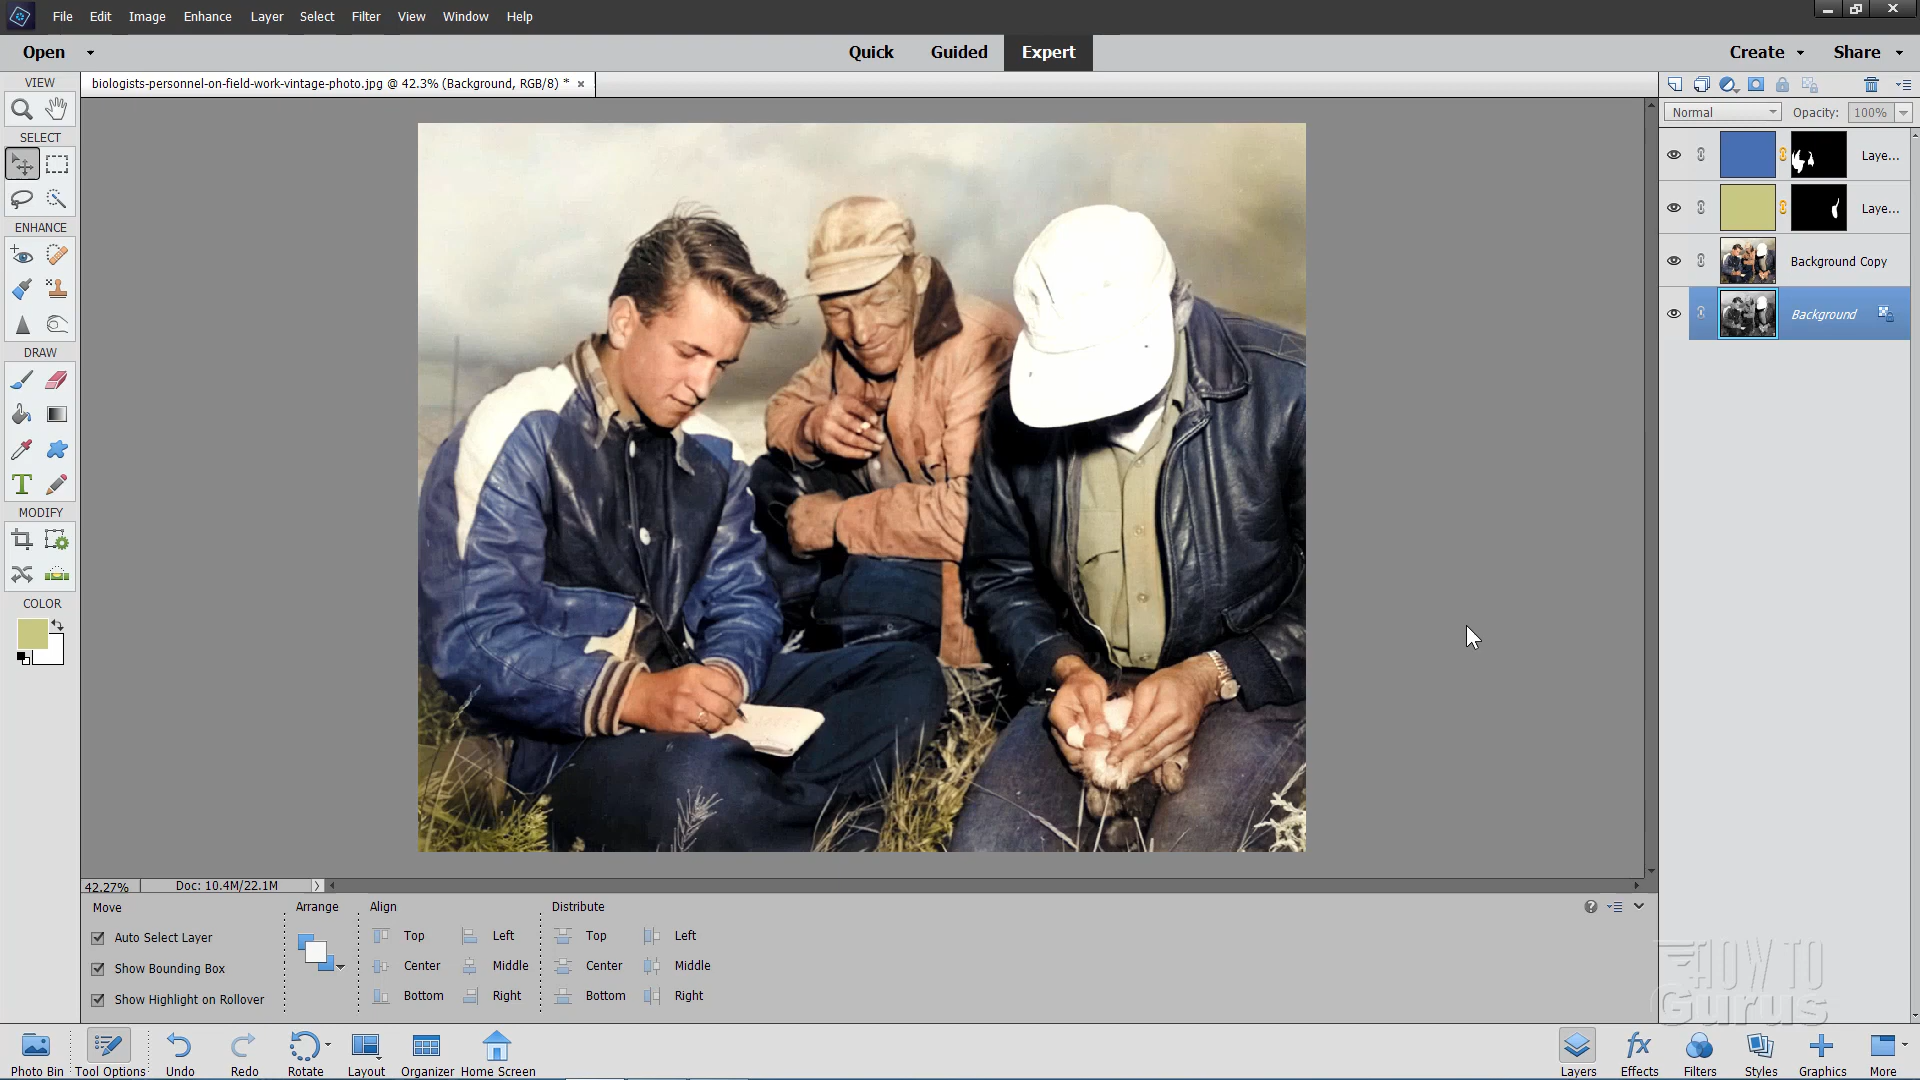 File Edit Image Enhance Layer Select Filter View Window Help
Open Quick Guided Expert Create Share
VIEW
biologists-personnel-on-field-work-vintage-photo.jpg @ 42.3% (Background, RGB/8) * ×
Normal Opacity: 100%
SELECT
Laye...
Laye...
ENHANCE
Background Copy
Background
DRAW
T
MODIFY
COLOR
42.27% Doc: 10.4M/22.1M
Move Arrange Align Distribute
Auto Select Layer Top Left Top Left
Show Bounding Box Center Middle Center Middle
Show Highlight on Rollover Bottom Right Bottom Right
HOW TO
Gurus
fx
Photo Bin Tool Options Undo Redo Rotate Layout Organizer Home Screen Layers Effects Filters Styles Graphics More